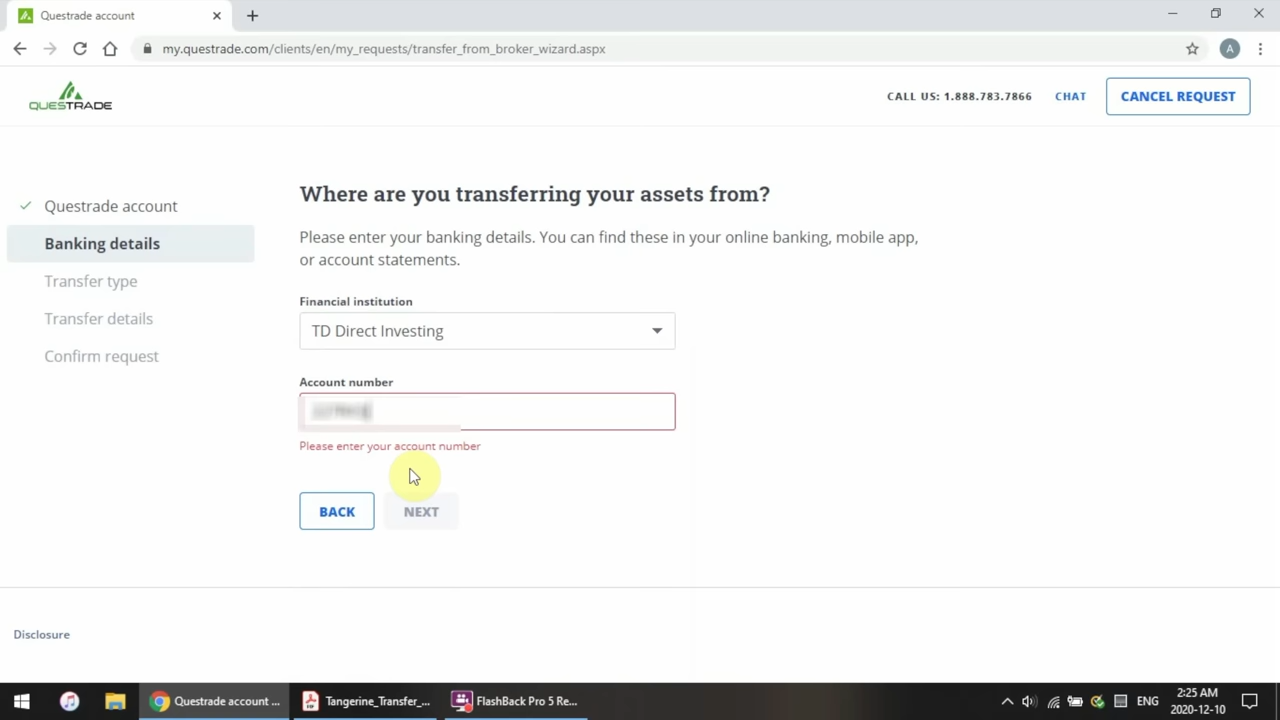 Questrade account
my.questrade.com/clients/en/my_requests/transfer_from_broker_wizard.aspx
A
QUESTRADE
CALL US: 1.888.783.7866
CHAT
CANCEL REQUEST
Questrade account
Banking details
Transfer type
Transfer details
Confirm request
Where are you transferring your assets from?
Please enter your banking details. You can find these in your online banking, mobile app,
or account statements.
Financial institution
TD Direct Investing
Account number
Please enter your account number
BACK
NEXT
Disclosure
Questrade account ...
Tangerine_Transfer_...
FlashBack Pro 5 Re...
ENG
2:25 AM
2020-12-10